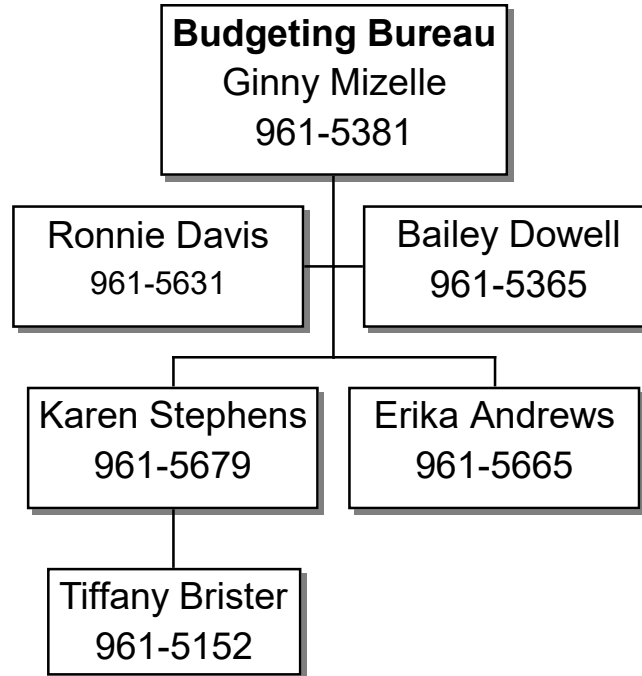 Budgeting Bureau
Ginny Mizelle
961-5381
Ronnie Davis
961-5631
Bailey Dowell
961-5365
Karen Stephens
961-5679
Erika Andrews
961-5665
Tiffany Brister
961-5152